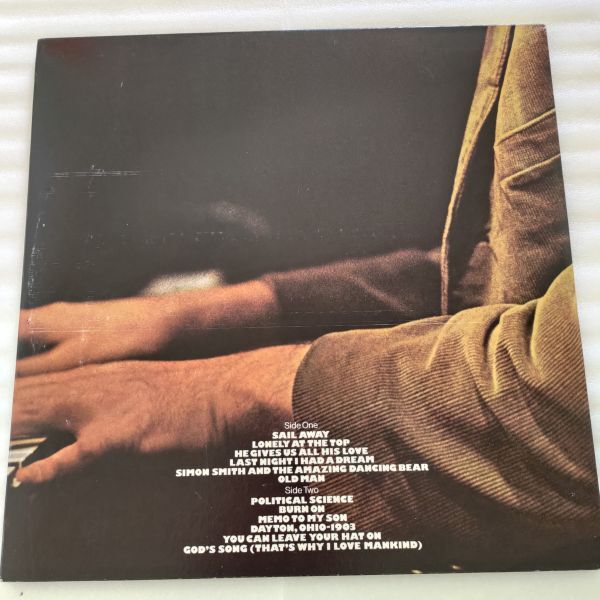 Side One
SAIL AWAY
LONELY AT THE TOP
HE GIVES US ALL HIS LOVE
LAST NIGHT I HAD A DREAM
SIMON SMITH AND THE AMAZING DANCING BEAR
OLD MAN
Side Two
POLITICAL SCIENCE
BURN ON
MEMO TO MY SON
DAYTON, OHIO-1903
YOU CAN LEAVE YOUR HAT ON
GOD'S SONG (THAT'S WHY I LOVE MANKIND)